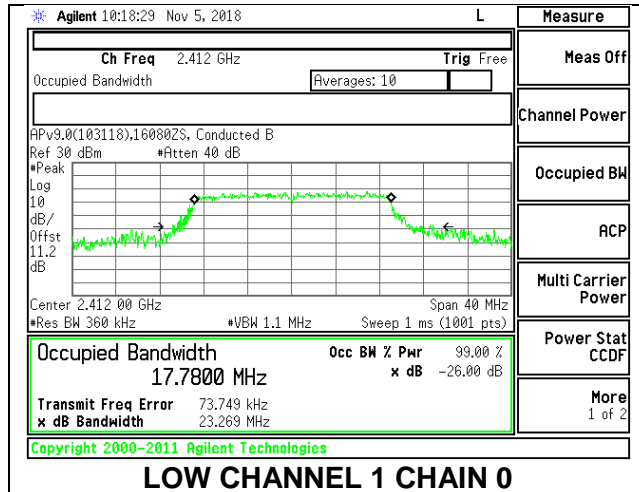 Agilent 10:18:29 Nov 5, 2018 L
Measure
Ch Freq 2.412 GHz Trig Free
Meas Off
Occupied Bandwidth Averages: 10
Channel Power
APv9.0(103118),16080ZS, Conducted B
Ref 30 dBm #Atten 40 dB
#Peak
Log
10
dB/
Offst
11.2
dB
Occupied BW
ACP
Center 2.412 00 GHz Span 40 MHz
#Res BW 360 kHz #VBW 1.1 MHz Sweep 1 ms (1001 pts)
Multi Carrier
Power
Occupied Bandwidth Occ BW % Pwr 99.00 %
17.7800 MHz x dB -26.00 dB
Power Stat
CCDF
Transmit Freq Error 73.749 kHz
x dB Bandwidth 23.269 MHz
More
1 of 2
Copyright 2000-2011 Agilent Technologies
LOW CHANNEL 1 CHAIN 0